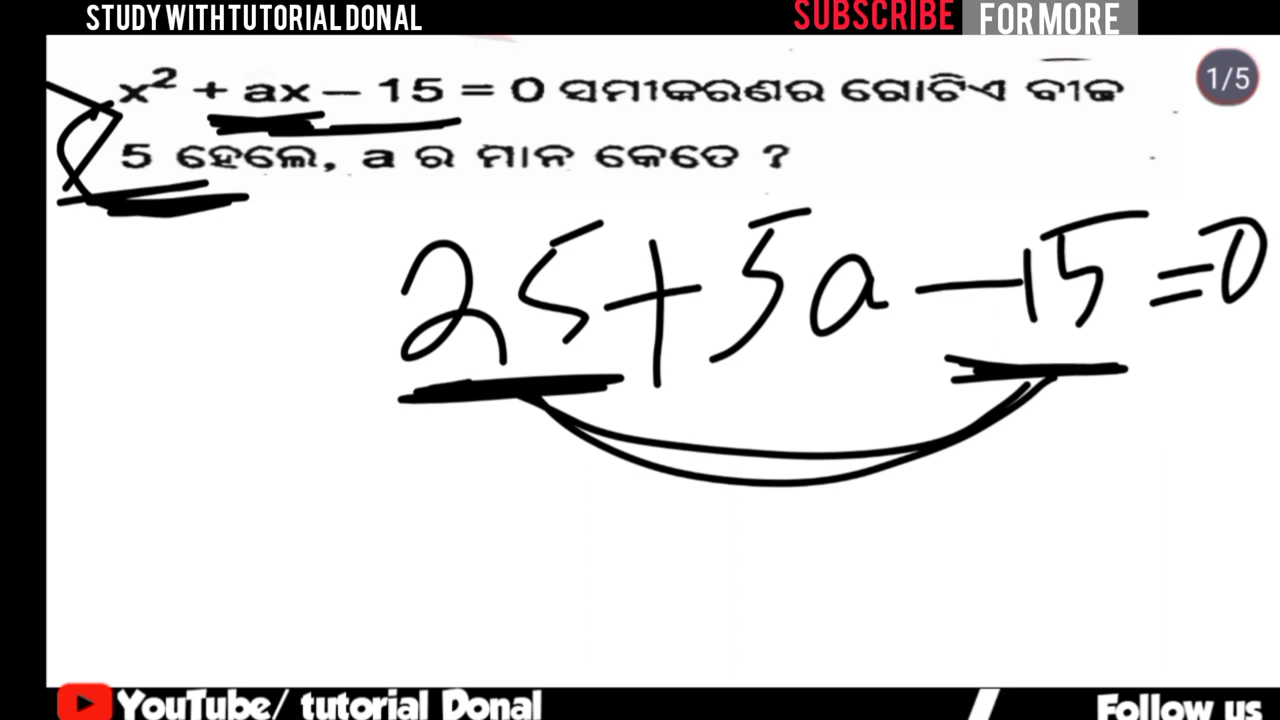 STUDY WITH TUTORIAL DONAL
SUBSCRIBE FOR MORE
x² + ax – 15 = 0 ସମୀକରଣର ଗୋଟିଏ ବୀଜ
1/5
5 ହେଲେ, a ର ମାନ କେତେ ?
25+5a-15=0
YouTube/ tutorial Donal
/ Follow us